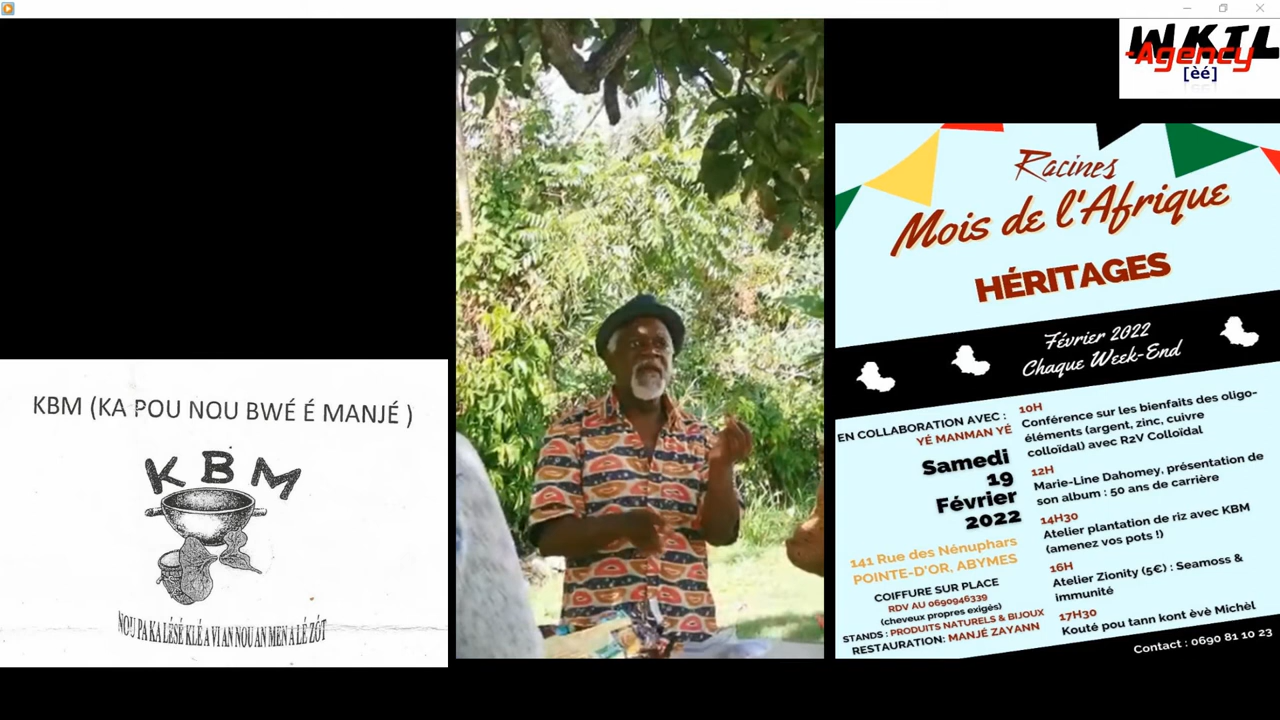 WKIL
-Agency
[èé]
KBM (KA POU NOU BWÉ É MANJÉ )
KBM
NOU PA KA LÉSÉ KLÉ A VI AN NOU AN MEN A LÉ ZÓT
Racines
Mois de l'Afrique
HÉRITAGES
Février 2022
Chaque Week-End
EN COLLABORATION AVEC :
YÉ MANMAN YÉ
Samedi
19
Février
2022
141 Rue des Nénuphars
POINTE-D'OR, ABYMES
COIFFURE SUR PLACE
RDV AU 0690946339
(cheveux propres exigés)
STANDS : PRODUITS NATURELS & BIJOUX
RESTAURATION: MANJÉ ZAYANN
10H
Conférence sur les bienfaits des oligo-
éléments (argent, zinc, cuivre
colloïdal) avec R2V Colloïdal
12H
Marie-Line Dahomey, présentation de
son album : 50 ans de carrière
14H30
Atelier plantation de riz avec KBM
(amenez vos pots !)
16H
Atelier Zionity (5€) : Seamoss &
immunité
17H30
Kouté pou tann kont èvè Michèl
Contact : 0690 81 10 23